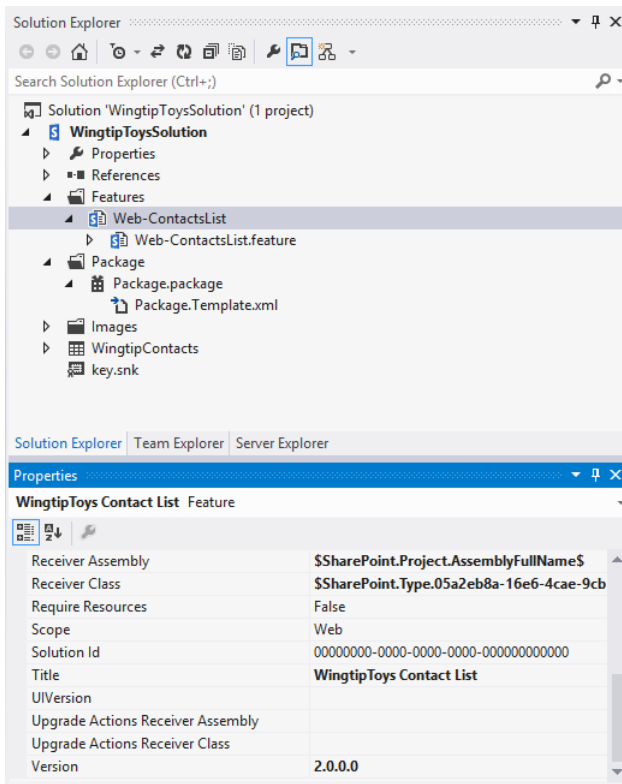 Solution Explorer
Search Solution Explorer (Ctrl+;)
Solution 'WingtipToysSolution' (1 project)
WingtipToysSolution
Properties
References
Features
Web-ContactsList
Web-ContactsList.feature
Package
Package.package
Package.Template.xml
Images
WingtipContacts
key.snk
Solution Explorer Team Explorer Server Explorer
Properties
WingtipToys Contact List Feature
Receiver Assembly $SharePoint.Project.AssemblyFullName$
Receiver Class $SharePoint.Type.05a2eb8a-16e6-4cae-9cb
Require Resources False
Scope Web
Solution Id 00000000-0000-0000-0000-000000000000
Title WingtipToys Contact List
UIVersion
Upgrade Actions Receiver Assembly
Upgrade Actions Receiver Class
Version 2.0.0.0